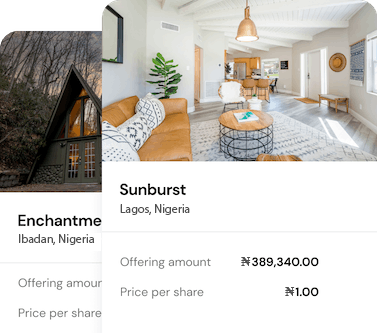 Sunburst
Lagos, Nigeria
Offering amount ₦389,340.00
Price per share ₦1.00
Enchantme
Ibadan, Nigeria
Offering amoun
Price per share